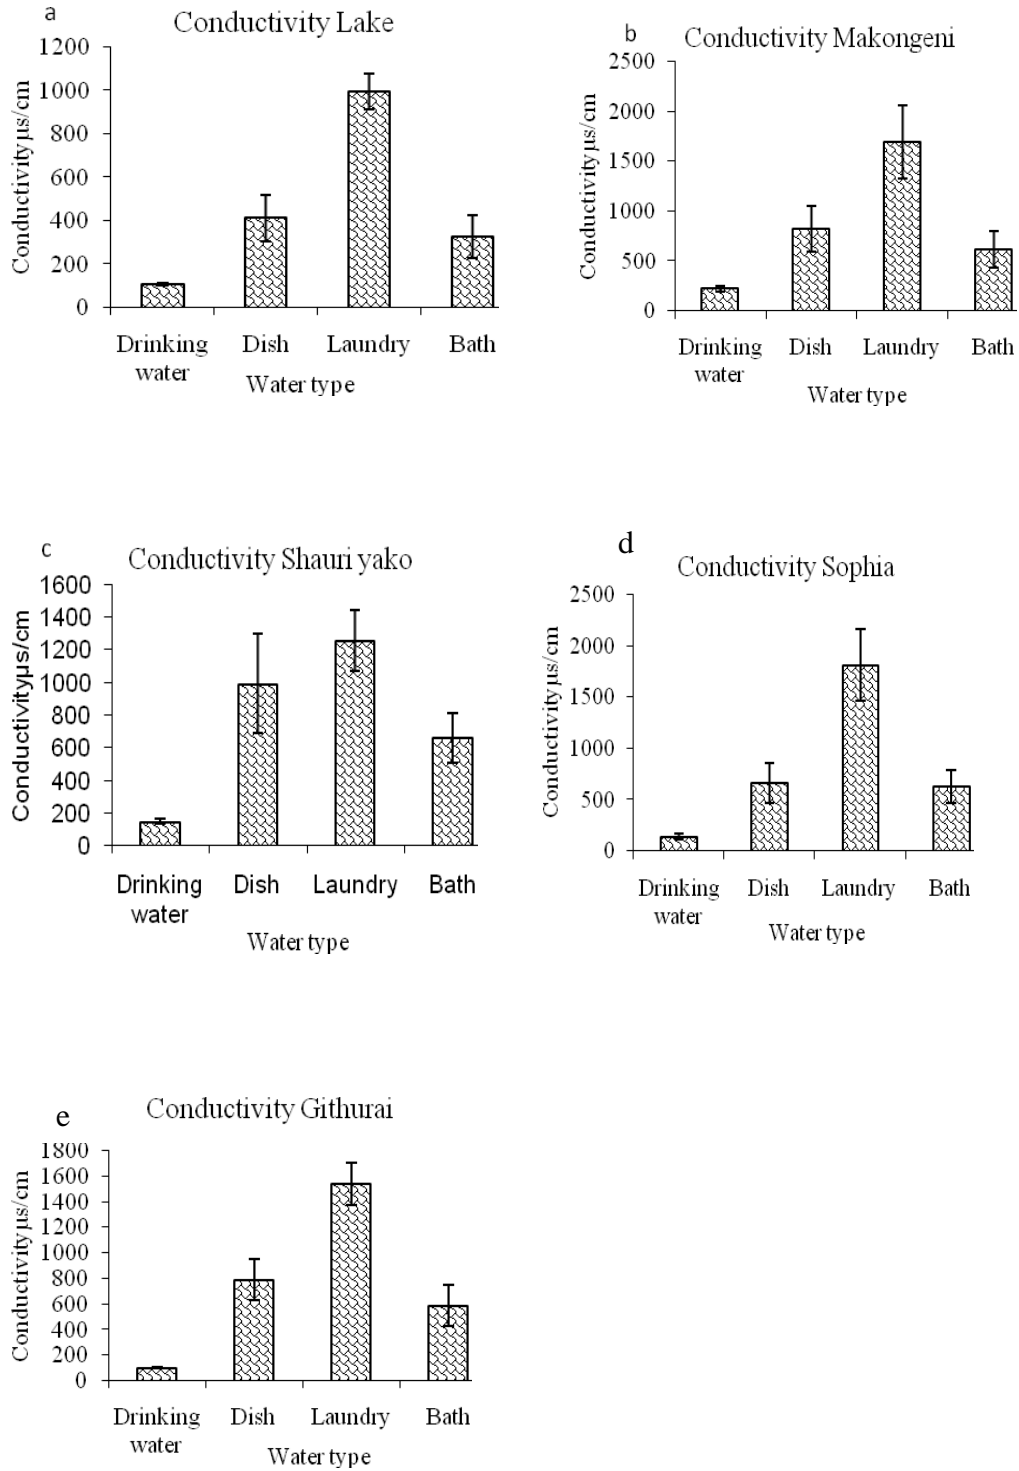 a
Conductivity Lake
1200
1000
800
600
400
200
0
Conductivity µs/cm
Drinking water
Dish
Laundry
Bath
Water type
b
Conductivity Makongeni
2500
2000
1500
1000
500
0
Conductivity µs/cm
Drinking water
Dish
Laundry
Bath
Water type
c
Conductivity Shauri yako
1600
1400
1200
1000
800
600
400
200
0
Conductivityµs/cm
Drinking water
Dish
Laundry
Bath
Water type
d
Conductivity Sophia
2500
2000
1500
1000
500
0
Conductivity µs/cm
Drinking water
Dish
Laundry
Bath
Water type
e
Conductivity Githurai
1800
1600
1400
1200
1000
800
600
400
200
0
Conductivity µs/cm
Drinking water
Dish
Laundry
Bath
Water type